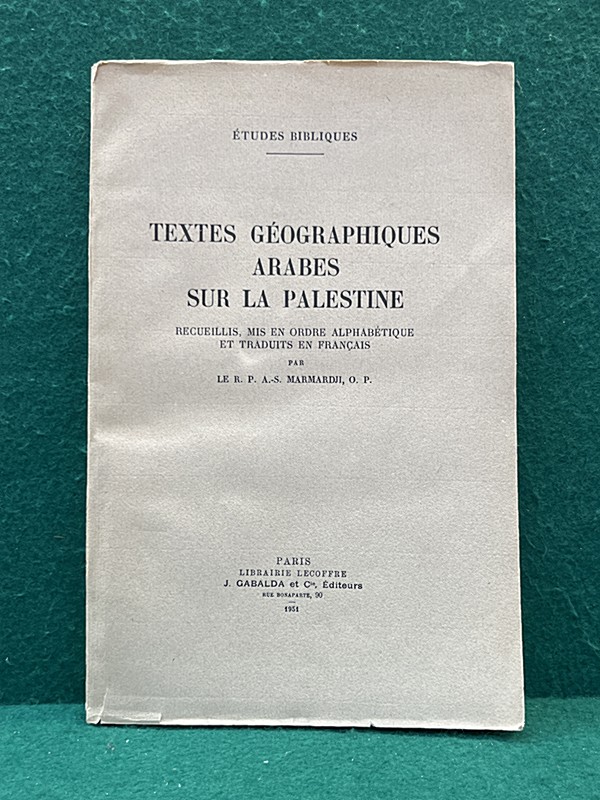 ÉTUDES BIBLIQUES
TEXTES GÉOGRAPHIQUES
ARABES
SUR LA PALESTINE
RECUEILLIS, MIS EN ORDRE ALPHABÉTIQUE
ET TRADUITS EN FRANÇAIS
PAR
LE R. P. A.-S. MARMARDJI, O. P.
PARIS
LIBRAIRIE LECOFFRE
J. GABALDA et Cie, Éditeurs
RUE BONAPARTE, 90
1951